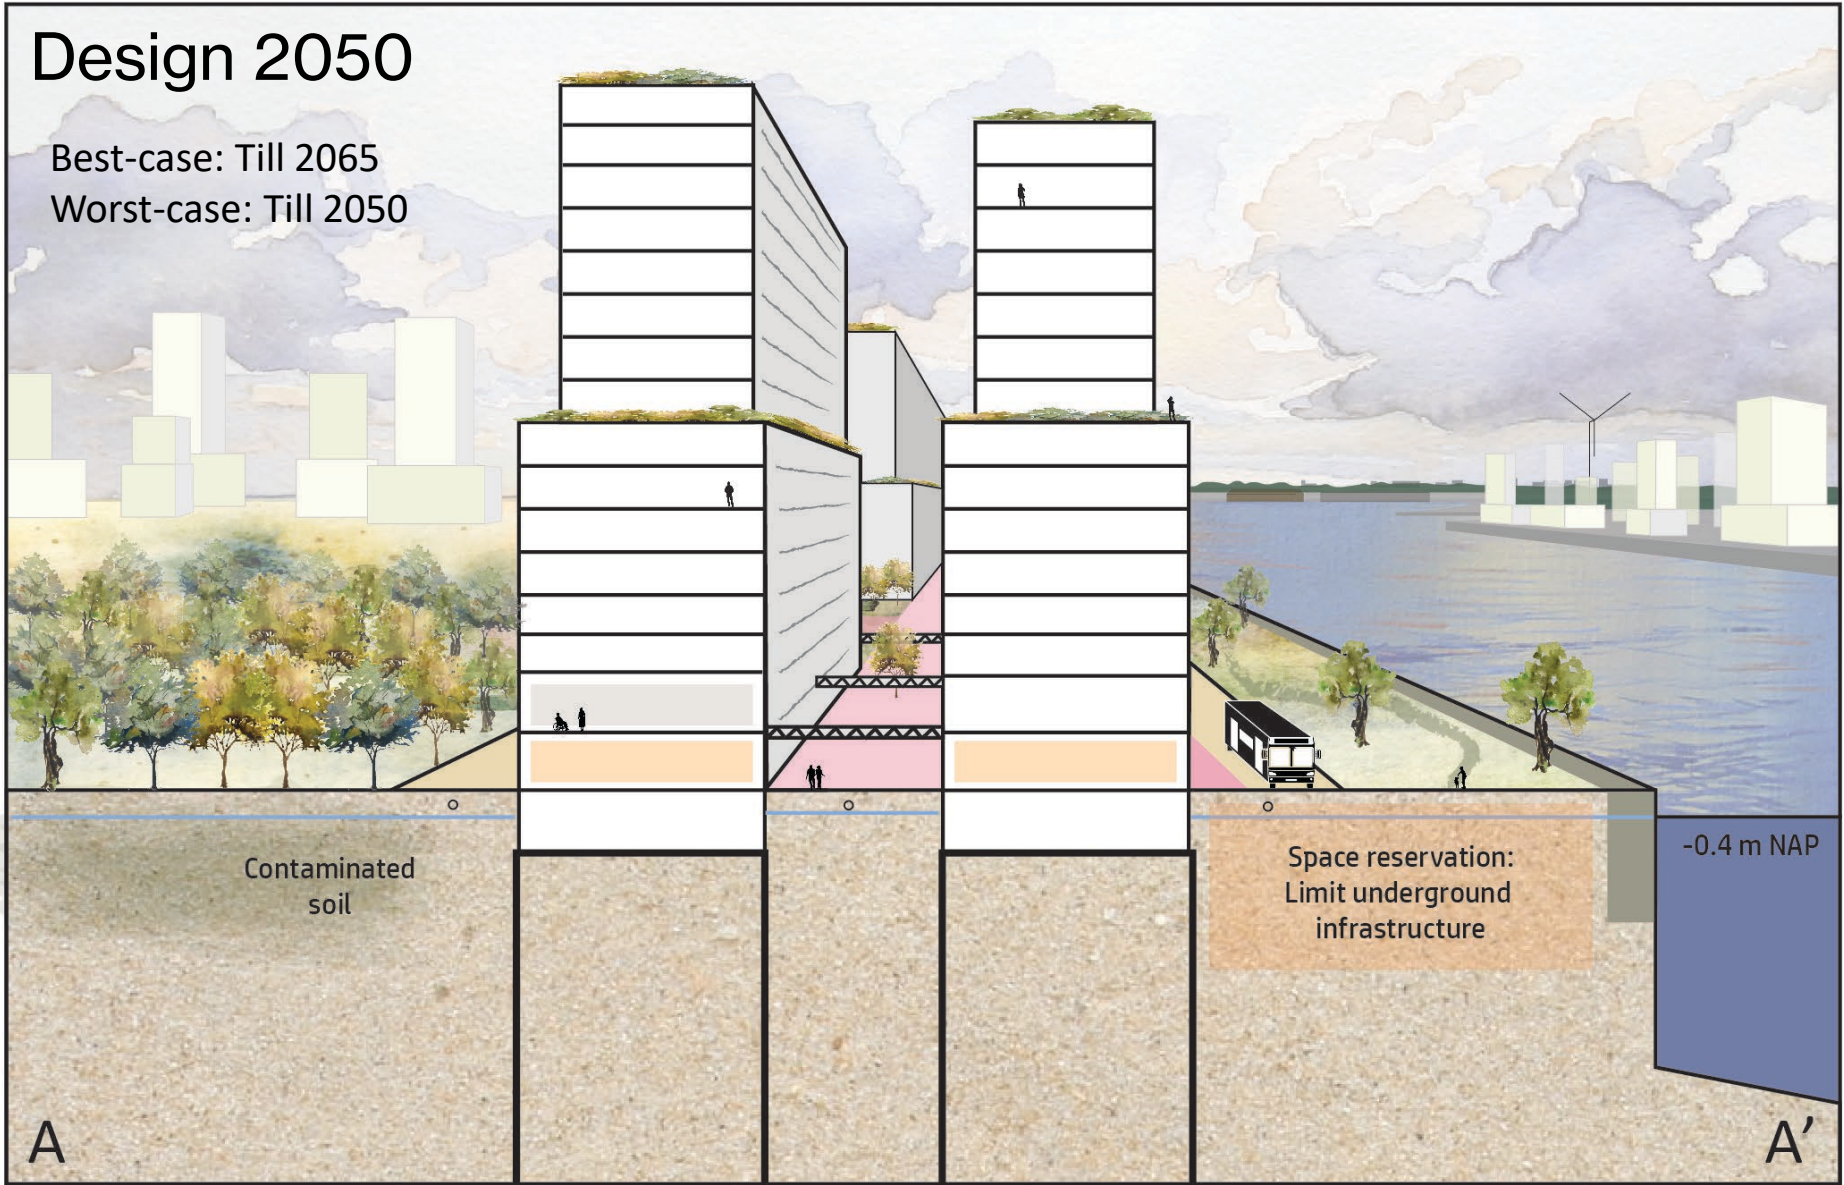 Design 2050
Best-case: Till 2065
Worst-case: Till 2050
Contaminated
soil
Space reservation:
Limit underground
infrastructure
-0.4 m NAP
A
A’